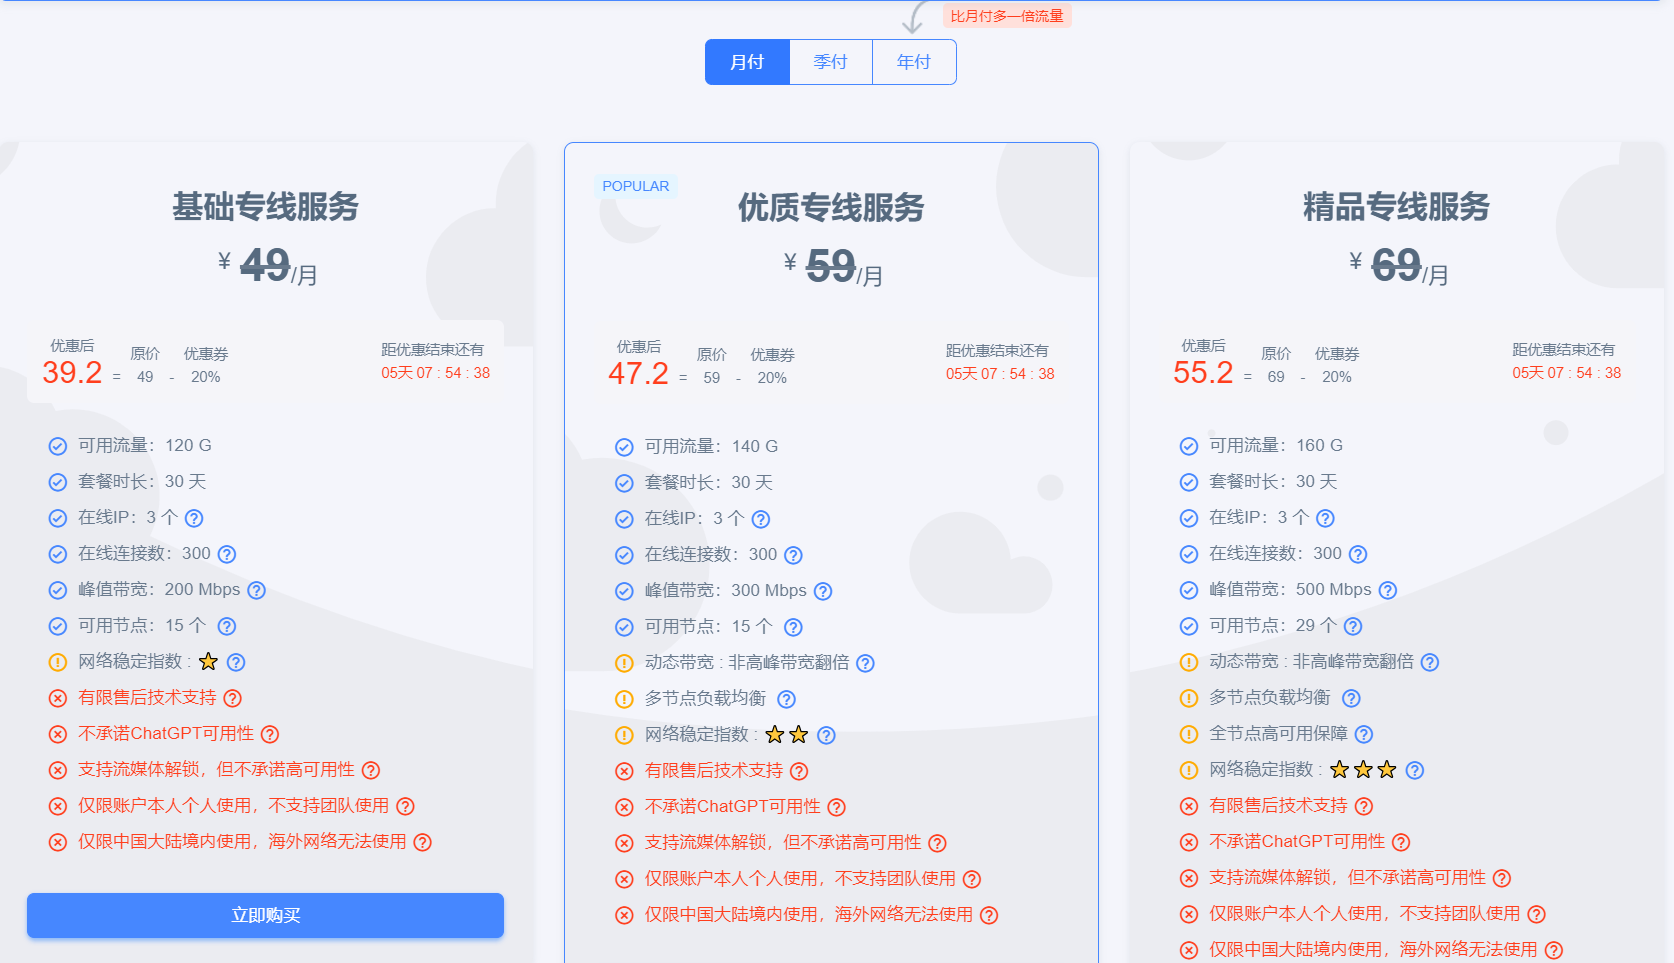 比月付多一倍流量
月付 季付 年付
基础专线服务
¥ 49/月
优惠后 原价 优惠券 距优惠结束还有
39.2 = 49 - 20% 05天 07 : 54 : 38
可用流量：120 G
套餐时长：30 天
在线IP：3 个
在线连接数：300
峰值带宽：200 Mbps
可用节点：15 个
网络稳定指数 :
有限售后技术支持
不承诺ChatGPT可用性
支持流媒体解锁，但不承诺高可用性
仅限账户本人个人使用，不支持团队使用
仅限中国大陆境内使用，海外网络无法使用
立即购买
POPULAR
优质专线服务
¥ 59/月
优惠后 原价 优惠券 距优惠结束还有
47.2 = 59 - 20% 05天 07 : 54 : 38
可用流量：140 G
套餐时长：30 天
在线IP：3 个
在线连接数：300
峰值带宽：300 Mbps
可用节点：15 个
动态带宽 : 非高峰带宽翻倍
多节点负载均衡
网络稳定指数 :
有限售后技术支持
不承诺ChatGPT可用性
支持流媒体解锁，但不承诺高可用性
仅限账户本人个人使用，不支持团队使用
仅限中国大陆境内使用，海外网络无法使用
精品专线服务
¥ 69/月
优惠后 原价 优惠券 距优惠结束还有
55.2 = 69 - 20% 05天 07 : 54 : 38
可用流量：160 G
套餐时长：30 天
在线IP：3 个
在线连接数：300
峰值带宽：500 Mbps
可用节点：29 个
动态带宽 : 非高峰带宽翻倍
多节点负载均衡
全节点高可用保障
网络稳定指数 :
有限售后技术支持
不承诺ChatGPT可用性
支持流媒体解锁，但不承诺高可用性
仅限账户本人个人使用，不支持团队使用
仅限中国大陆境内使用，海外网络无法使用